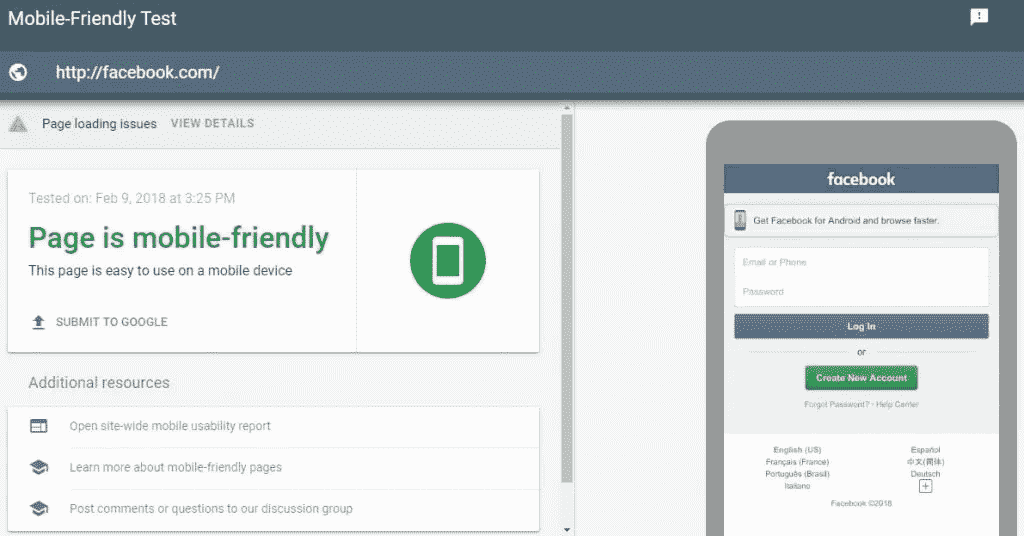 Mobile-Friendly Test
http://facebook.com/
Page loading issues VIEW DETAILS
Tested on: Feb 9, 2018 at 3:25 PM
Page is mobile-friendly
This page is easy to use on a mobile device
SUBMIT TO GOOGLE
Additional resources
Open site-wide mobile usability report
Learn more about mobile-friendly pages
Post comments or questions to our discussion group
facebook
Get Facebook for Android and browse faster.
Email or Phone
Password
Log In
or
Create New Account
Forgot Password? · Help Center
English (US) Español
Français (France) 中文(简体)
Português (Brasil) Deutsch
Italiano
Facebook ©2018